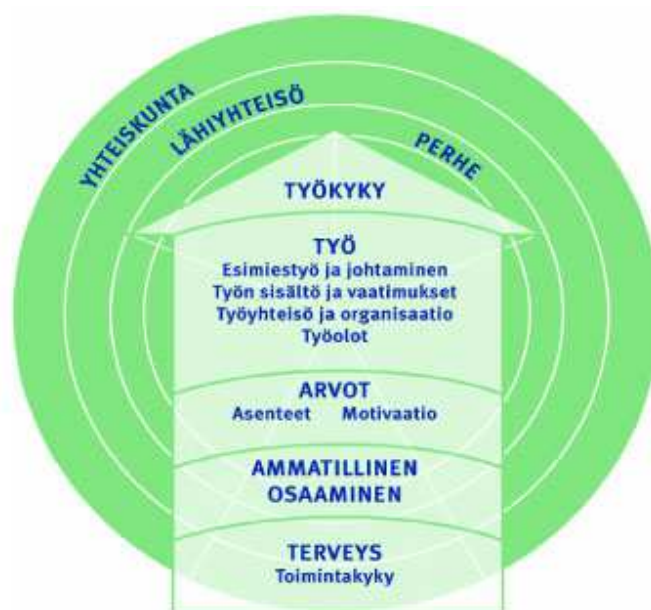 YHTEISKUNTA
LÄHIYHTEISÖ
PERHE
TYÖKYKY
TYÖ
Esimiestyö ja johtaminen
Työn sisältö ja vaatimukset
Työyhteisö ja organisaatio
Työolot
ARVOT
Asenteet Motivaatio
AMMATILLINEN
OSAAMINEN
TERVEYS
Toimintakyky